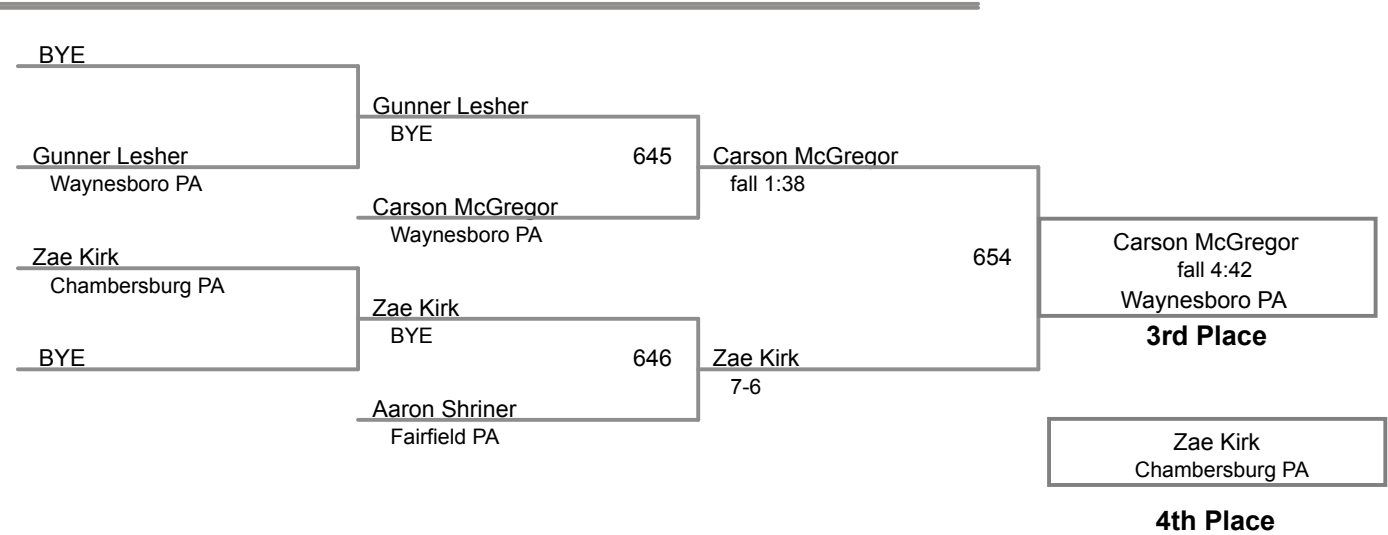 BYE
Gunner Lesher
BYE
Gunner Lesher
Waynesboro PA
645
Carson McGregor
fall 1:38
Carson McGregor
Waynesboro PA
Zae Kirk
Chambersburg PA
654
Carson McGregor
fall 4:42
Waynesboro PA
3rd Place
Zae Kirk
BYE
BYE
646
Zae Kirk
7-6
Aaron Shriner
Fairfield PA
Zae Kirk
Chambersburg PA
4th Place